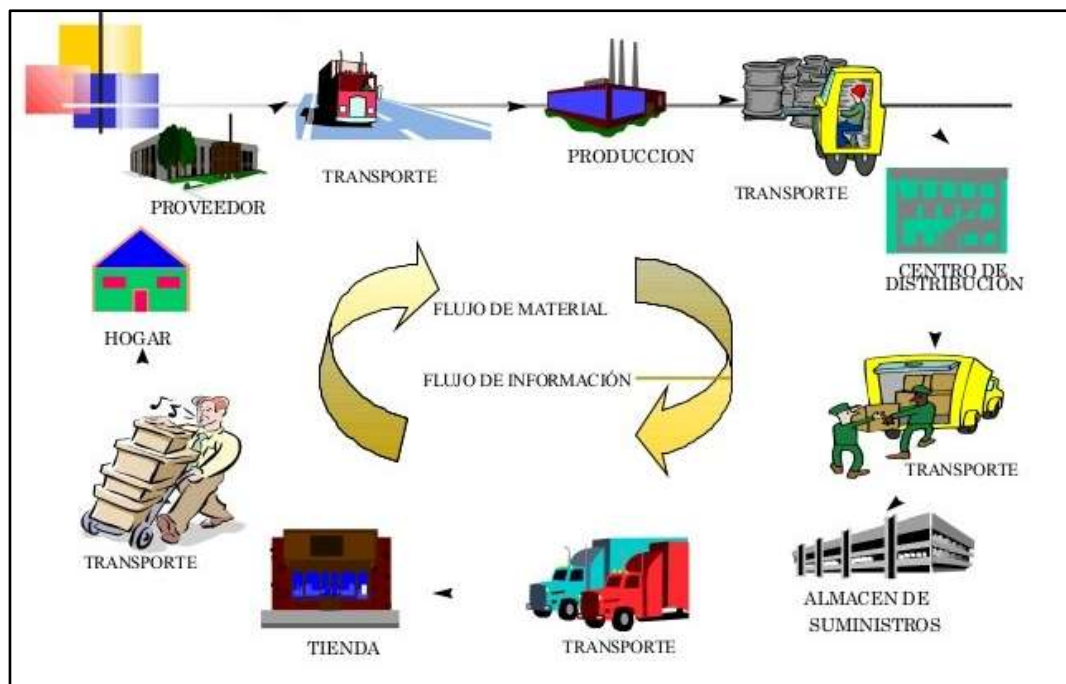 PROVEEDOR
TRANSPORTE
PRODUCCION
TRANSPORTE
CENTRO DE
DISTRIBUCIÓN
TRANSPORTE
ALMACEN DE
SUMINISTROS
TRANSPORTE
TIENDA
TRANSPORTE
HOGAR
FLUJO DE MATERIAL
FLUJO DE INFORMACIÓN